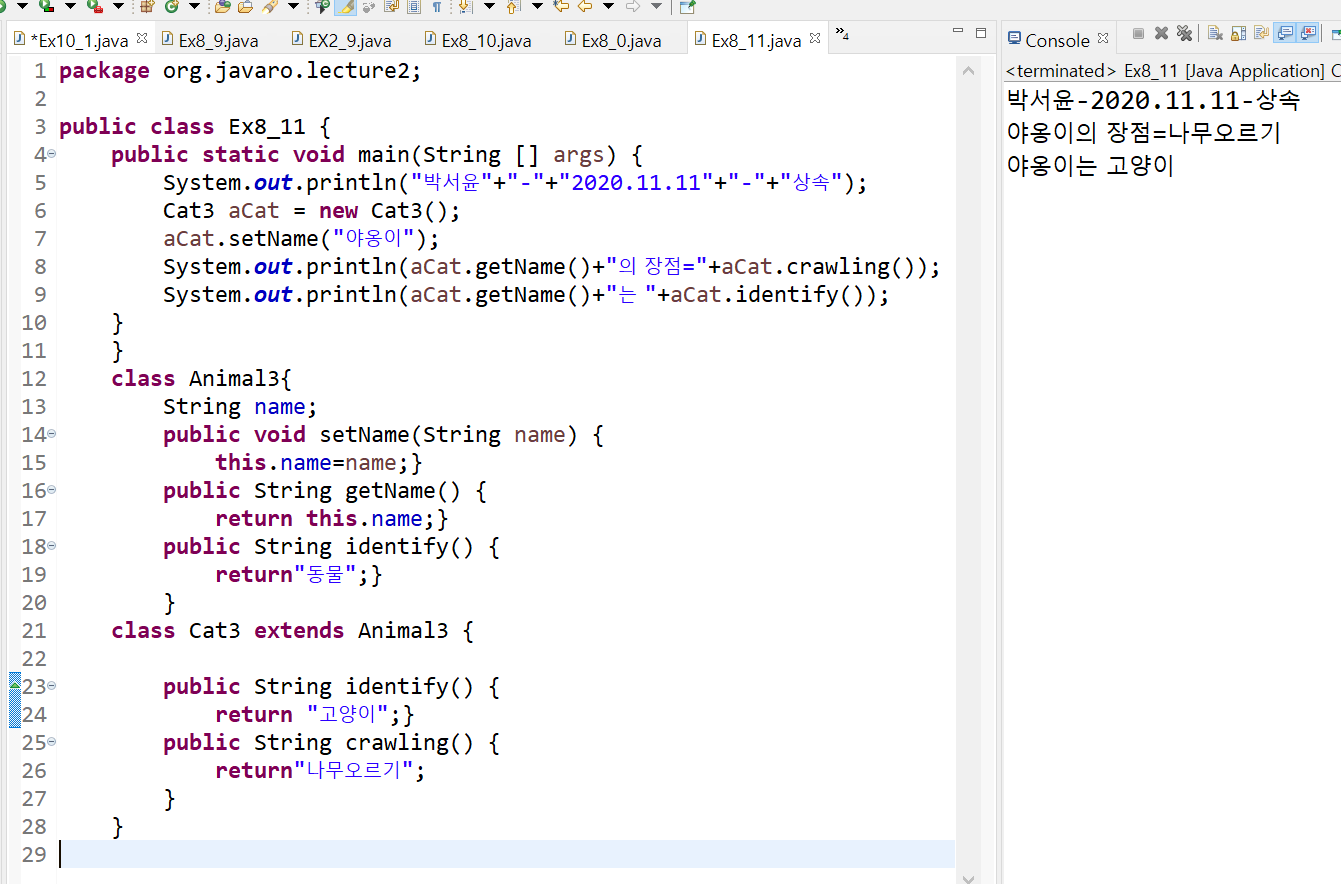 *Ex10_1.java Ex8_9.java EX2_9.java Ex8_10.java Ex8_0.java Ex8_11.java »4
Console
<terminated> Ex8_11 [Java Application] C
1 package org.javaro.lecture2;
2
3 public class Ex8_11 {
4 public static void main(String [] args) {
5 System.out.println("박서윤"+"-"+"2020.11.11"+"-"+"상속");
6 Cat3 aCat = new Cat3();
7 aCat.setName("야옹이");
8 System.out.println(aCat.getName()+"의 장점="+aCat.crawling());
9 System.out.println(aCat.getName()+"는 "+aCat.identify());
10 }
11 }
12 class Animal3{
13 String name;
14 public void setName(String name) {
15 this.name=name;}
16 public String getName() {
17 return this.name;}
18 public String identify() {
19 return"동물";}
20 }
21 class Cat3 extends Animal3 {
22
23 public String identify() {
24 return "고양이";}
25 public String crawling() {
26 return"나무오르기";
27 }
28 }
29
박서윤-2020.11.11-상속
야옹이의 장점=나무오르기
야옹이는 고양이